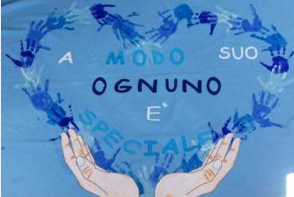 A MODO SUO
OGNUNO
E'
SPECIALE